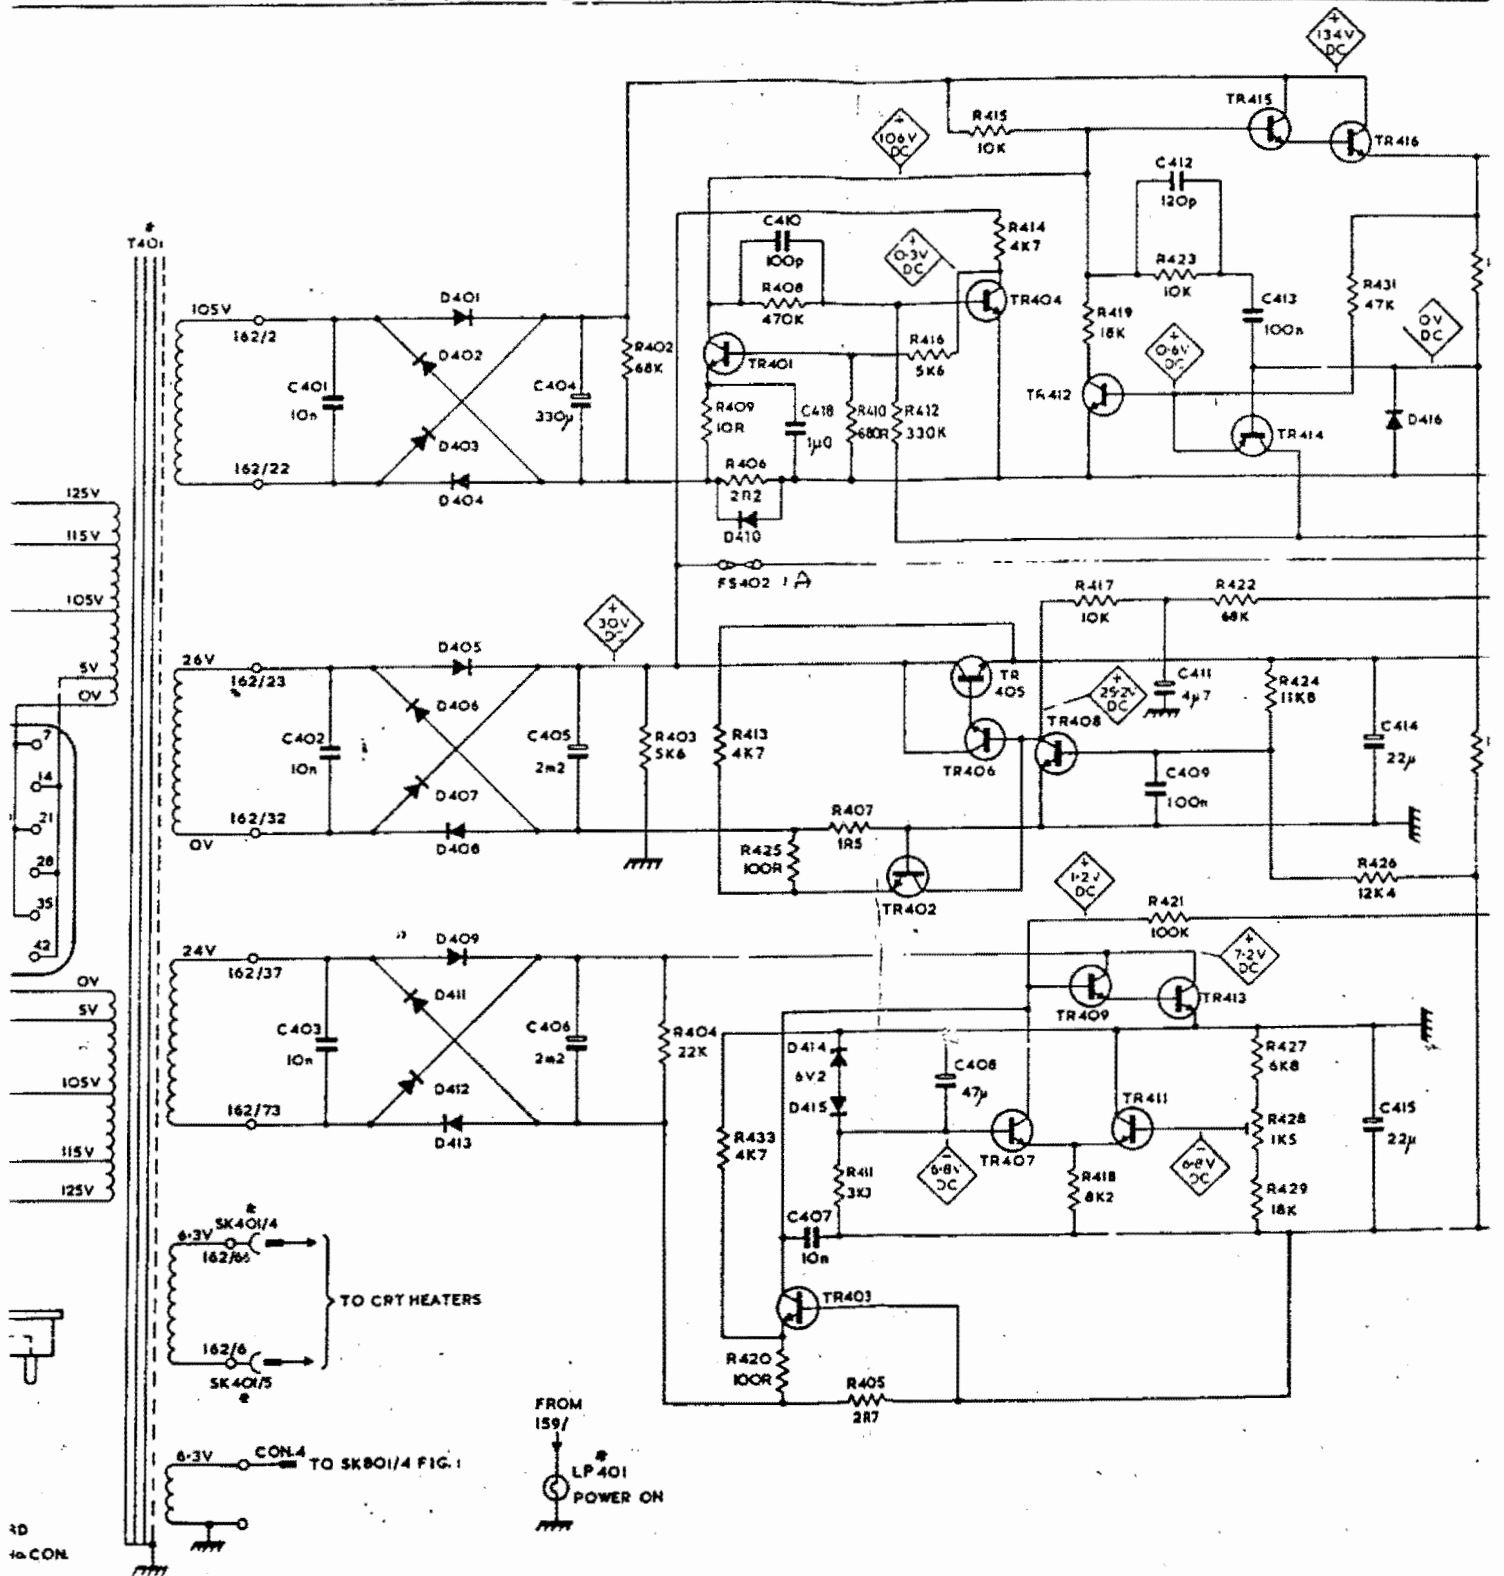 +
134V
DC
TR415
R415
10K
+
106V
DC
TR416
C412
120p
*
T401
C410
100p
R414
4K7
+
0·3V
DC
R423
10K
R431
47K
105V
162/2
D401
R408
470K
TR404
C413
100n
D402
R402
68K
R419
18K
0V
DC
C401
10n
C404
330µ
TR401
R416
5K6
+
0·6V
DC
D403
R409
10R
C418
1µ0
R410
680R
R412
330K
TR412
D416
TR414
162/22
D404
R406
2R2
D410
125V
115V
FS402
1A
105V
+
30V
DC
R417
10K
R422
68K
26V
162/23
D405
5V
0V
TR
405
+
25·2V
DC
C411
4µ7
R424
11K8
D406
7
C402
10n
C405
2m2
R403
5K6
R413
4K7
TR408
C414
22µ
TR406
14
D407
C409
100n
21
162/32
R407
1R5
0V
D408
R425
100R
28
+
1·2V
DC
R426
12K4
TR402
35
R421
100K
42
24V
162/37
D409
+
7·2V
DC
0V
D411
TR409
TR413
5V
C403
10n
C406
2m2
R404
22K
D414
6V2
C408
47µ
R427
6K8
105V
D412
D415
TR411
R428
1K5
C415
22µ
162/73
D413
R433
4K7
TR407
115V
−
6·8V
DC
−
6·8V
DC
R411
R418
8K2
R429
18K
125V
*
SK401/4
6·3V
C407
10n
TO CRT HEATERS
TR403
162/6
SK401/5
*
R420
100R
R405
2R7
FROM
159/
6·3V
CON.4
TO SK801/4 FIG. 1
*
LP401
POWER ON
CON.